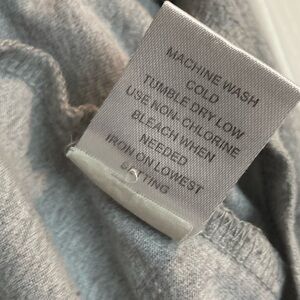 MACHINE WASH
COLD
TUMBLE DRY LOW
USE NON-CHLORINE
BLEACH WHEN
NEEDED
IRON ON LOWEST
SETTING